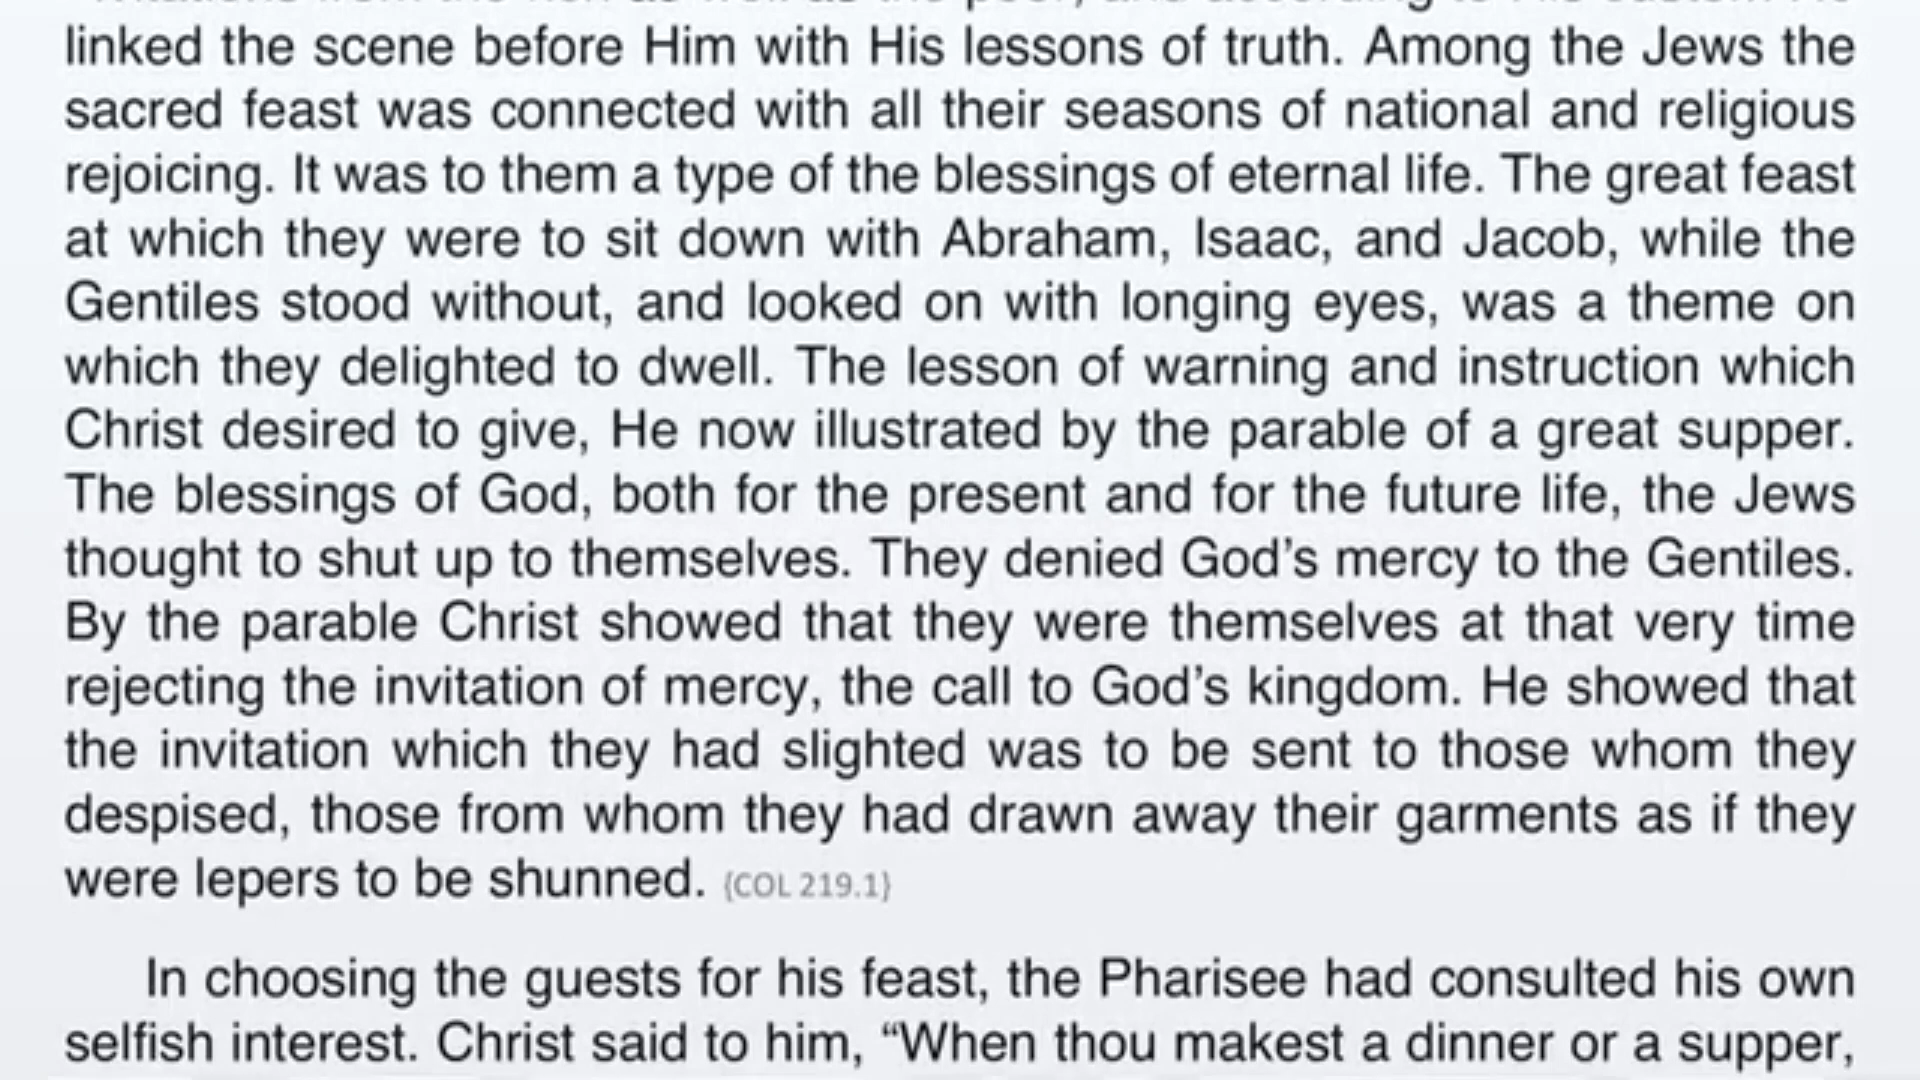 linked the scene before Him with His lessons of truth. Among the Jews the
sacred feast was connected with all their seasons of national and religious
rejoicing. It was to them a type of the blessings of eternal life. The great feast
at which they were to sit down with Abraham, Isaac, and Jacob, while the
Gentiles stood without, and looked on with longing eyes, was a theme on
which they delighted to dwell. The lesson of warning and instruction which
Christ desired to give, He now illustrated by the parable of a great supper.
The blessings of God, both for the present and for the future life, the Jews
thought to shut up to themselves. They denied God’s mercy to the Gentiles.
By the parable Christ showed that they were themselves at that very time
rejecting the invitation of mercy, the call to God’s kingdom. He showed that
the invitation which they had slighted was to be sent to those whom they
despised, those from whom they had drawn away their garments as if they
were lepers to be shunned. {COL 219.1}
In choosing the guests for his feast, the Pharisee had consulted his own
selfish interest. Christ said to him, “When thou makest a dinner or a supper,